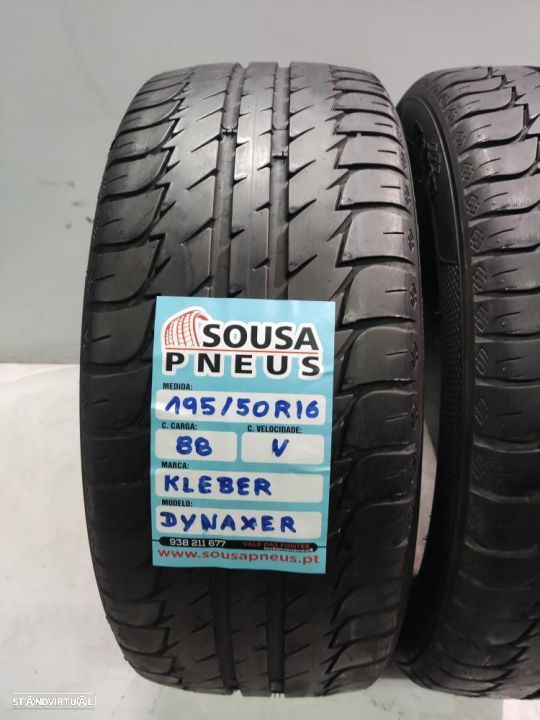 SOUSA
PNEUS
MEDIDA:
195/50R16
C. CARGA: C. VELOCIDADE:
88 V
MARCA:
KLEBER
MODELO:
DYNAXER
938 211 677 VALE DAS FONTES
www.sousapneus.pt
STANDVIRTUAL